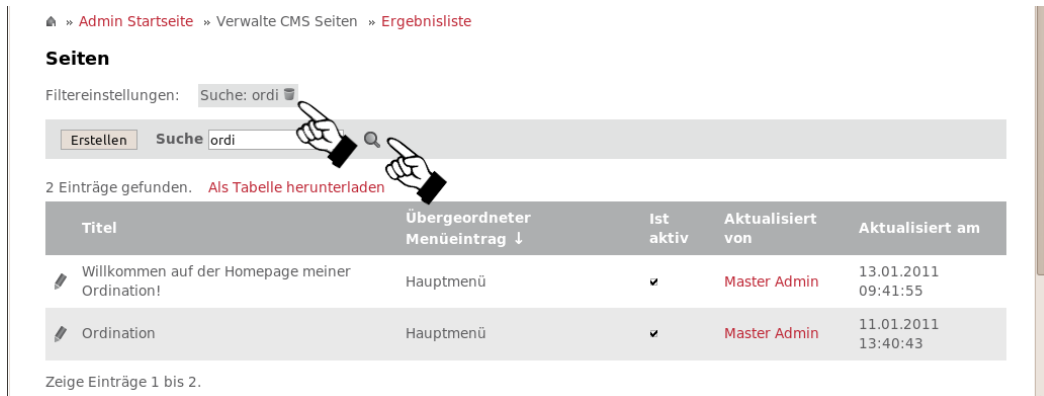 » Admin Startseite » Verwalte CMS Seiten » Ergebnisliste
Seiten
Filtereinstellungen: Suche: ordi
Erstellen Suche ordi
2 Einträge gefunden. Als Tabelle herunterladen
Titel Übergeordneter Menüeintrag ↓ Ist aktiv Aktualisiert von Aktualisiert am
Willkommen auf der Homepage meiner Ordination! Hauptmenü Master Admin 13.01.2011 09:41:55
Ordination Hauptmenü Master Admin 11.01.2011 13:40:43
Zeige Einträge 1 bis 2.